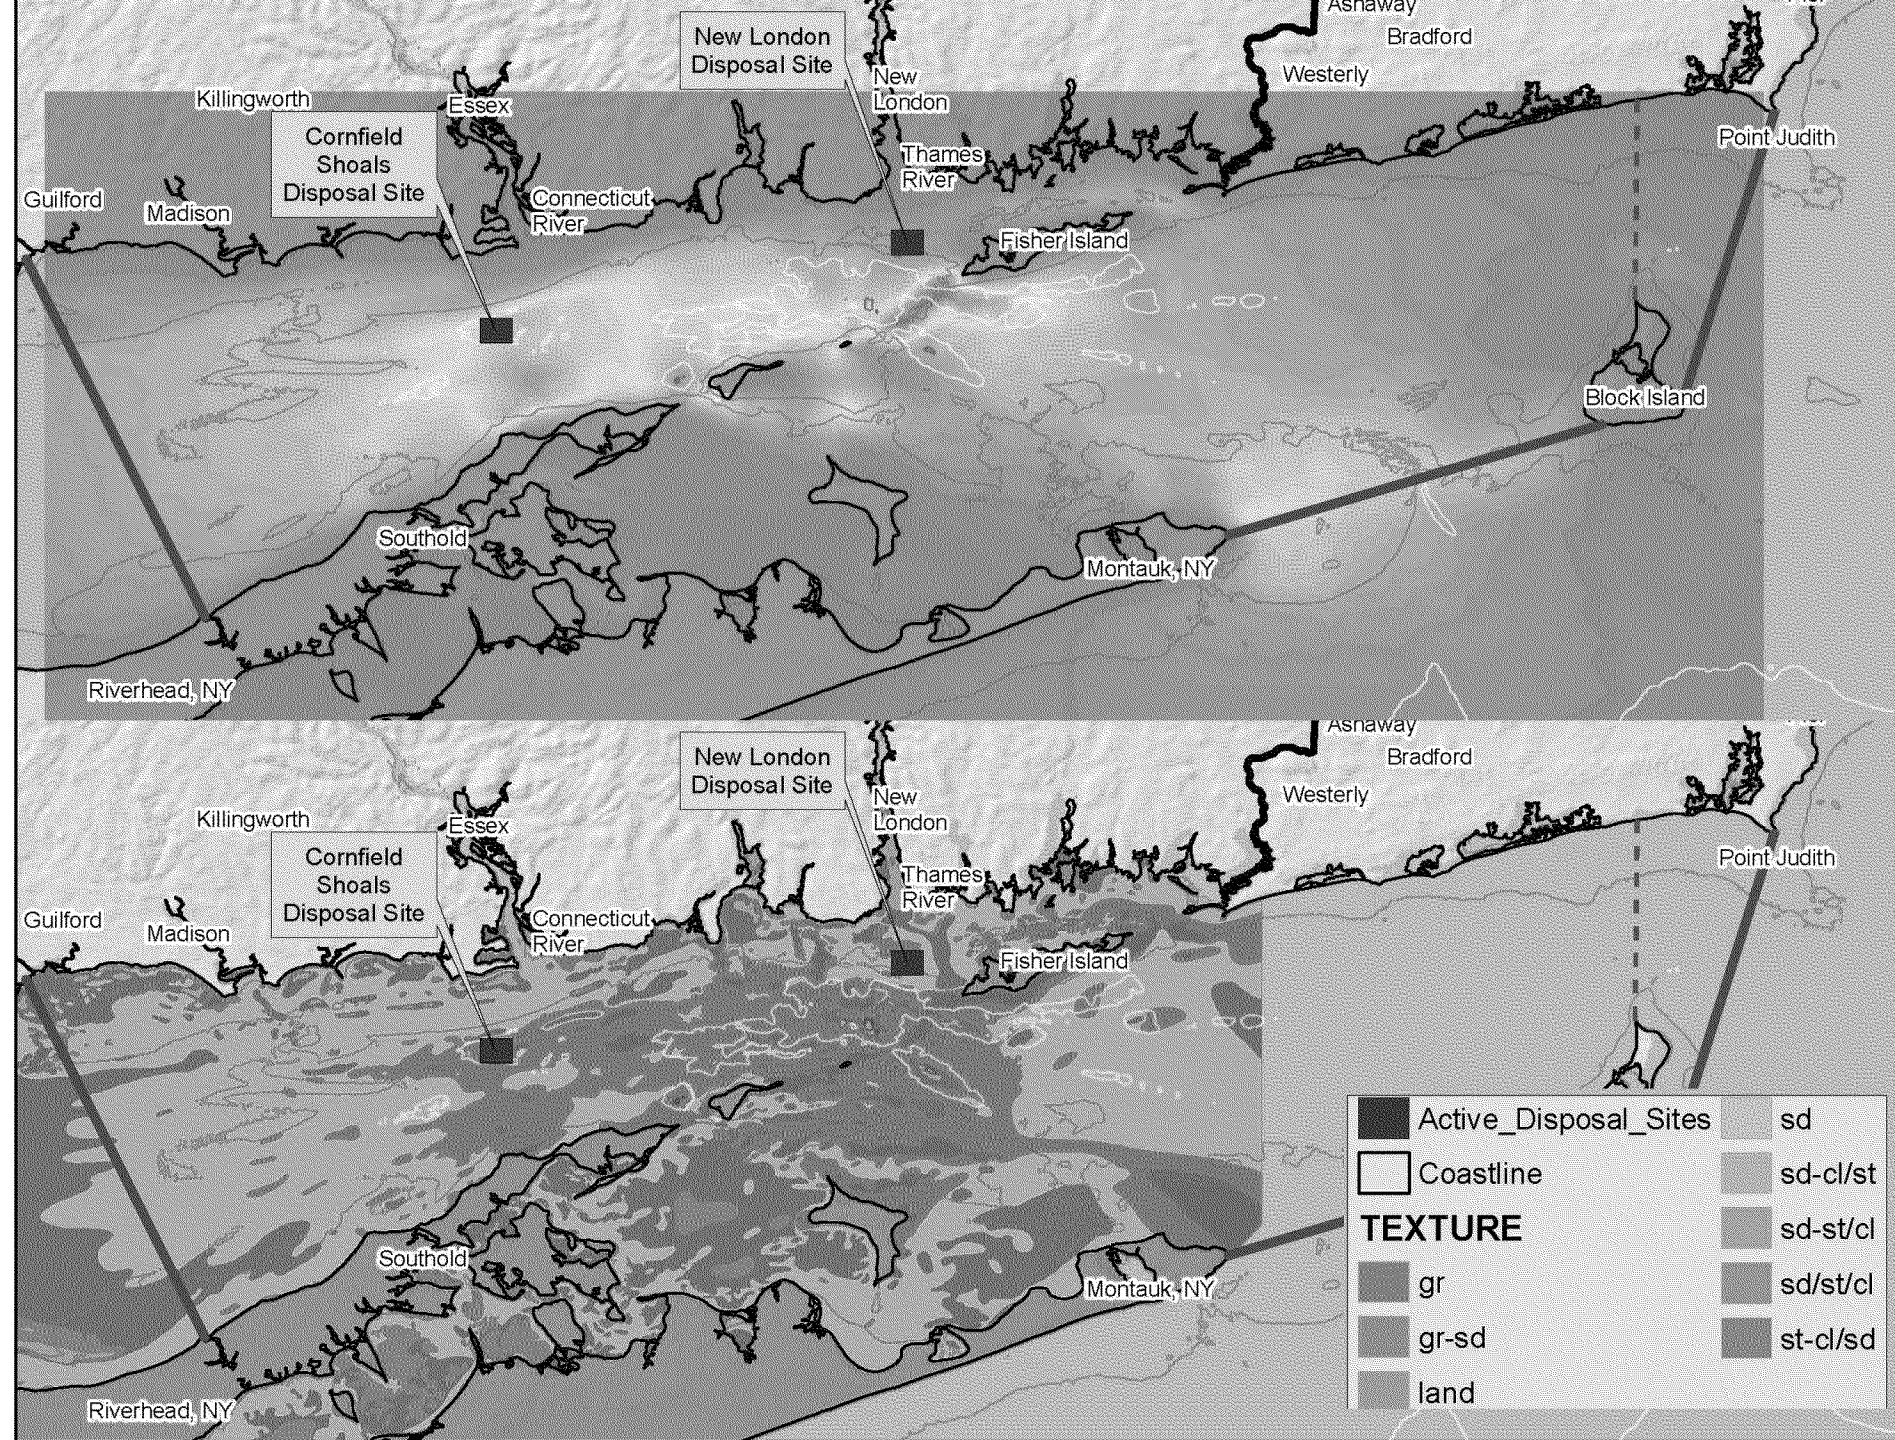 Ashaway
Bradford
New London
Disposal Site
Westerly
New
London
Killingworth
Essex
Cornfield
Shoals
Disposal Site
Point Judith
Thames
River
Guilford
Madison
Connecticut
River
Fisher Island
Block Island
Southold
Montauk, NY
Riverhead, NY
Ashaway
Bradford
New London
Disposal Site
Westerly
New
London
Killingworth
Essex
Cornfield
Shoals
Disposal Site
Point Judith
Thames
River
Guilford
Madison
Connecticut
River
Fisher Island
Southold
Montauk, NY
Riverhead, NY
Active_Disposal_Sites
Coastline
TEXTURE
gr
gr-sd
land
sd
sd-cl/st
sd-st/cl
sd/st/cl
st-cl/sd